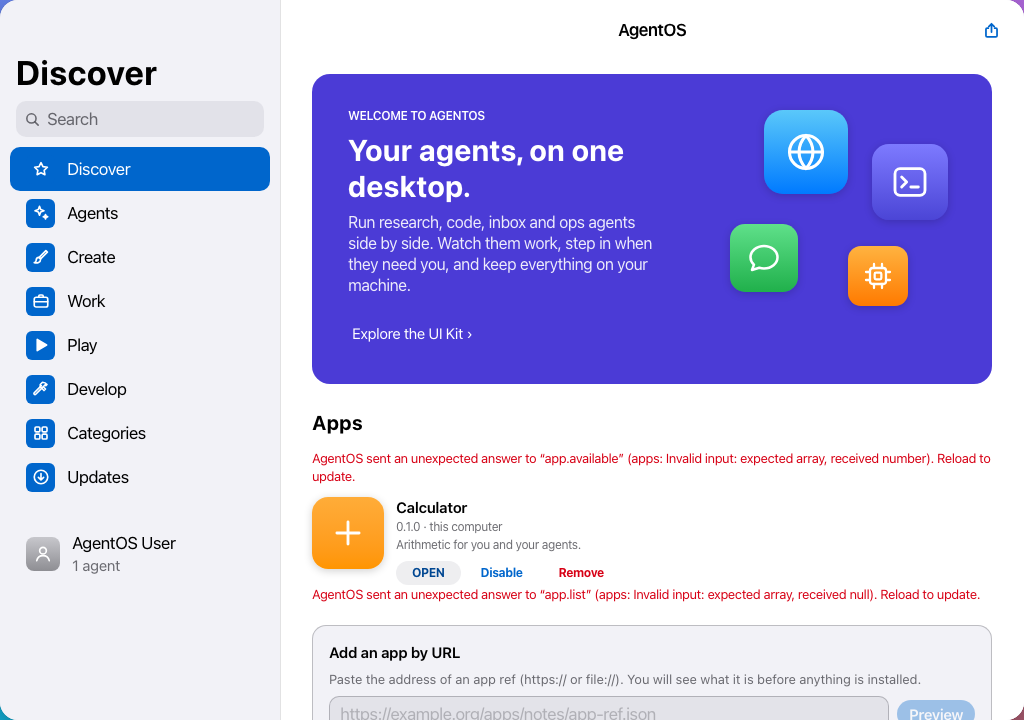 AgentOS
Discover
Search
Discover
Agents
Create
Work
Play
Develop
Categories
Updates
AgentOS User
1 agent
WELCOME TO AGENTOS
Your agents, on one
desktop.
Run research, code, inbox and ops agents
side by side. Watch them work, step in when
they need you, and keep everything on your
machine.
Explore the UI Kit ›
Apps
AgentOS sent an unexpected answer to “app.available” (apps: Invalid input: expected array, received number). Reload to
update.
Calculator
0.1.0 · this computer
Arithmetic for you and your agents.
OPEN Disable Remove
AgentOS sent an unexpected answer to “app.list” (apps: Invalid input: expected array, received null). Reload to update.
Add an app by URL
Paste the address of an app ref (https:// or file://). You will see what it is before anything is installed.
https://example.org/apps/notes/app-ref.json
Preview